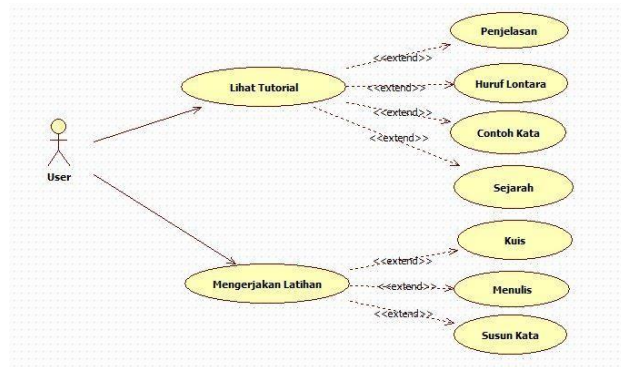 Penjelasan
<<extend>>
Lihat Tutorial
<<extend>>
Huruf Lontara
<<extend>>
Contoh Kata
<<extend>>
User
Sejarah
Kuis
<<extend>>
Mengerjakan Latihan
<<extend>>
Menulis
<<extend>>
Susun Kata